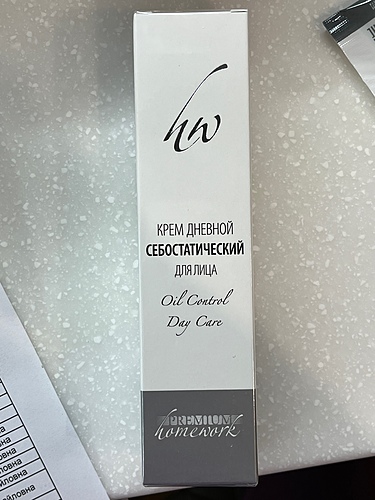 hw
КРЕМ ДНЕВНОЙ
СЕБОСТАТИЧЕСКИЙ
ДЛЯ ЛИЦА
Oil Control
Day Care
PREMIUM
homework